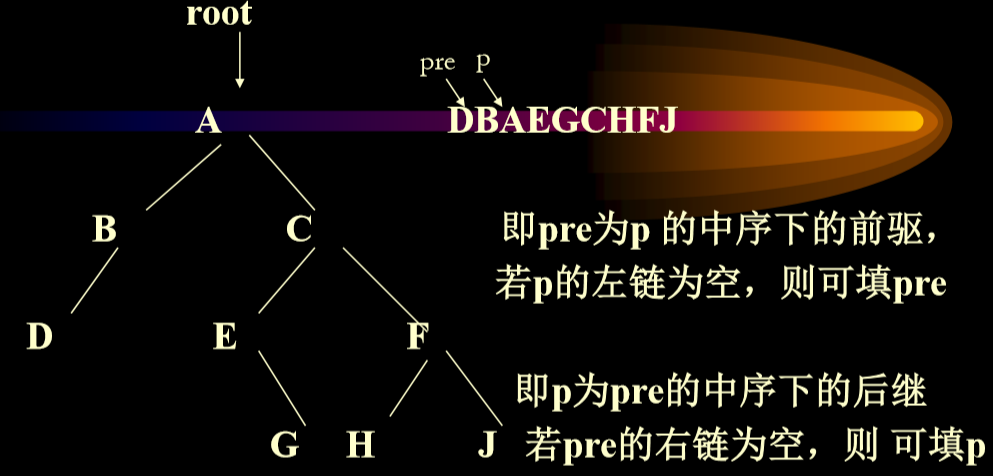 root
pre p
A
DBAEGCHFJ
B
C
即pre为p 的中序下的前驱，
若p的左链为空，则可填pre
D
E
F
即p为pre的中序下的后继
G
H
J
若pre的右链为空，则 可填p